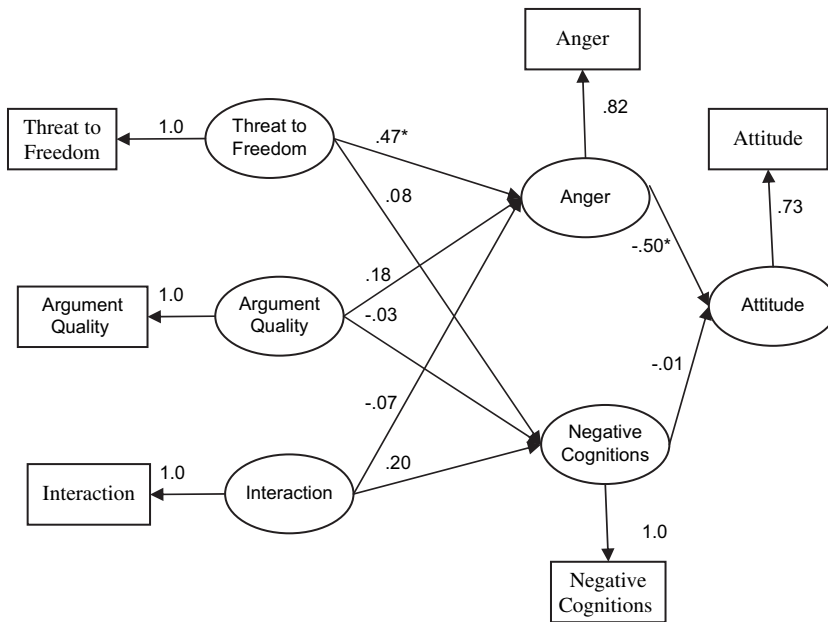 Anger
.82
Threat to
Freedom
1.0
Threat to
Freedom
.47*
.08
Anger
Attitude
.73
-.50*
Argument
Quality
1.0
Argument
Quality
.18
-.03
Attitude
-.01
-.07
.20
Negative
Cognitions
Interaction
1.0
Interaction
1.0
Negative
Cognitions